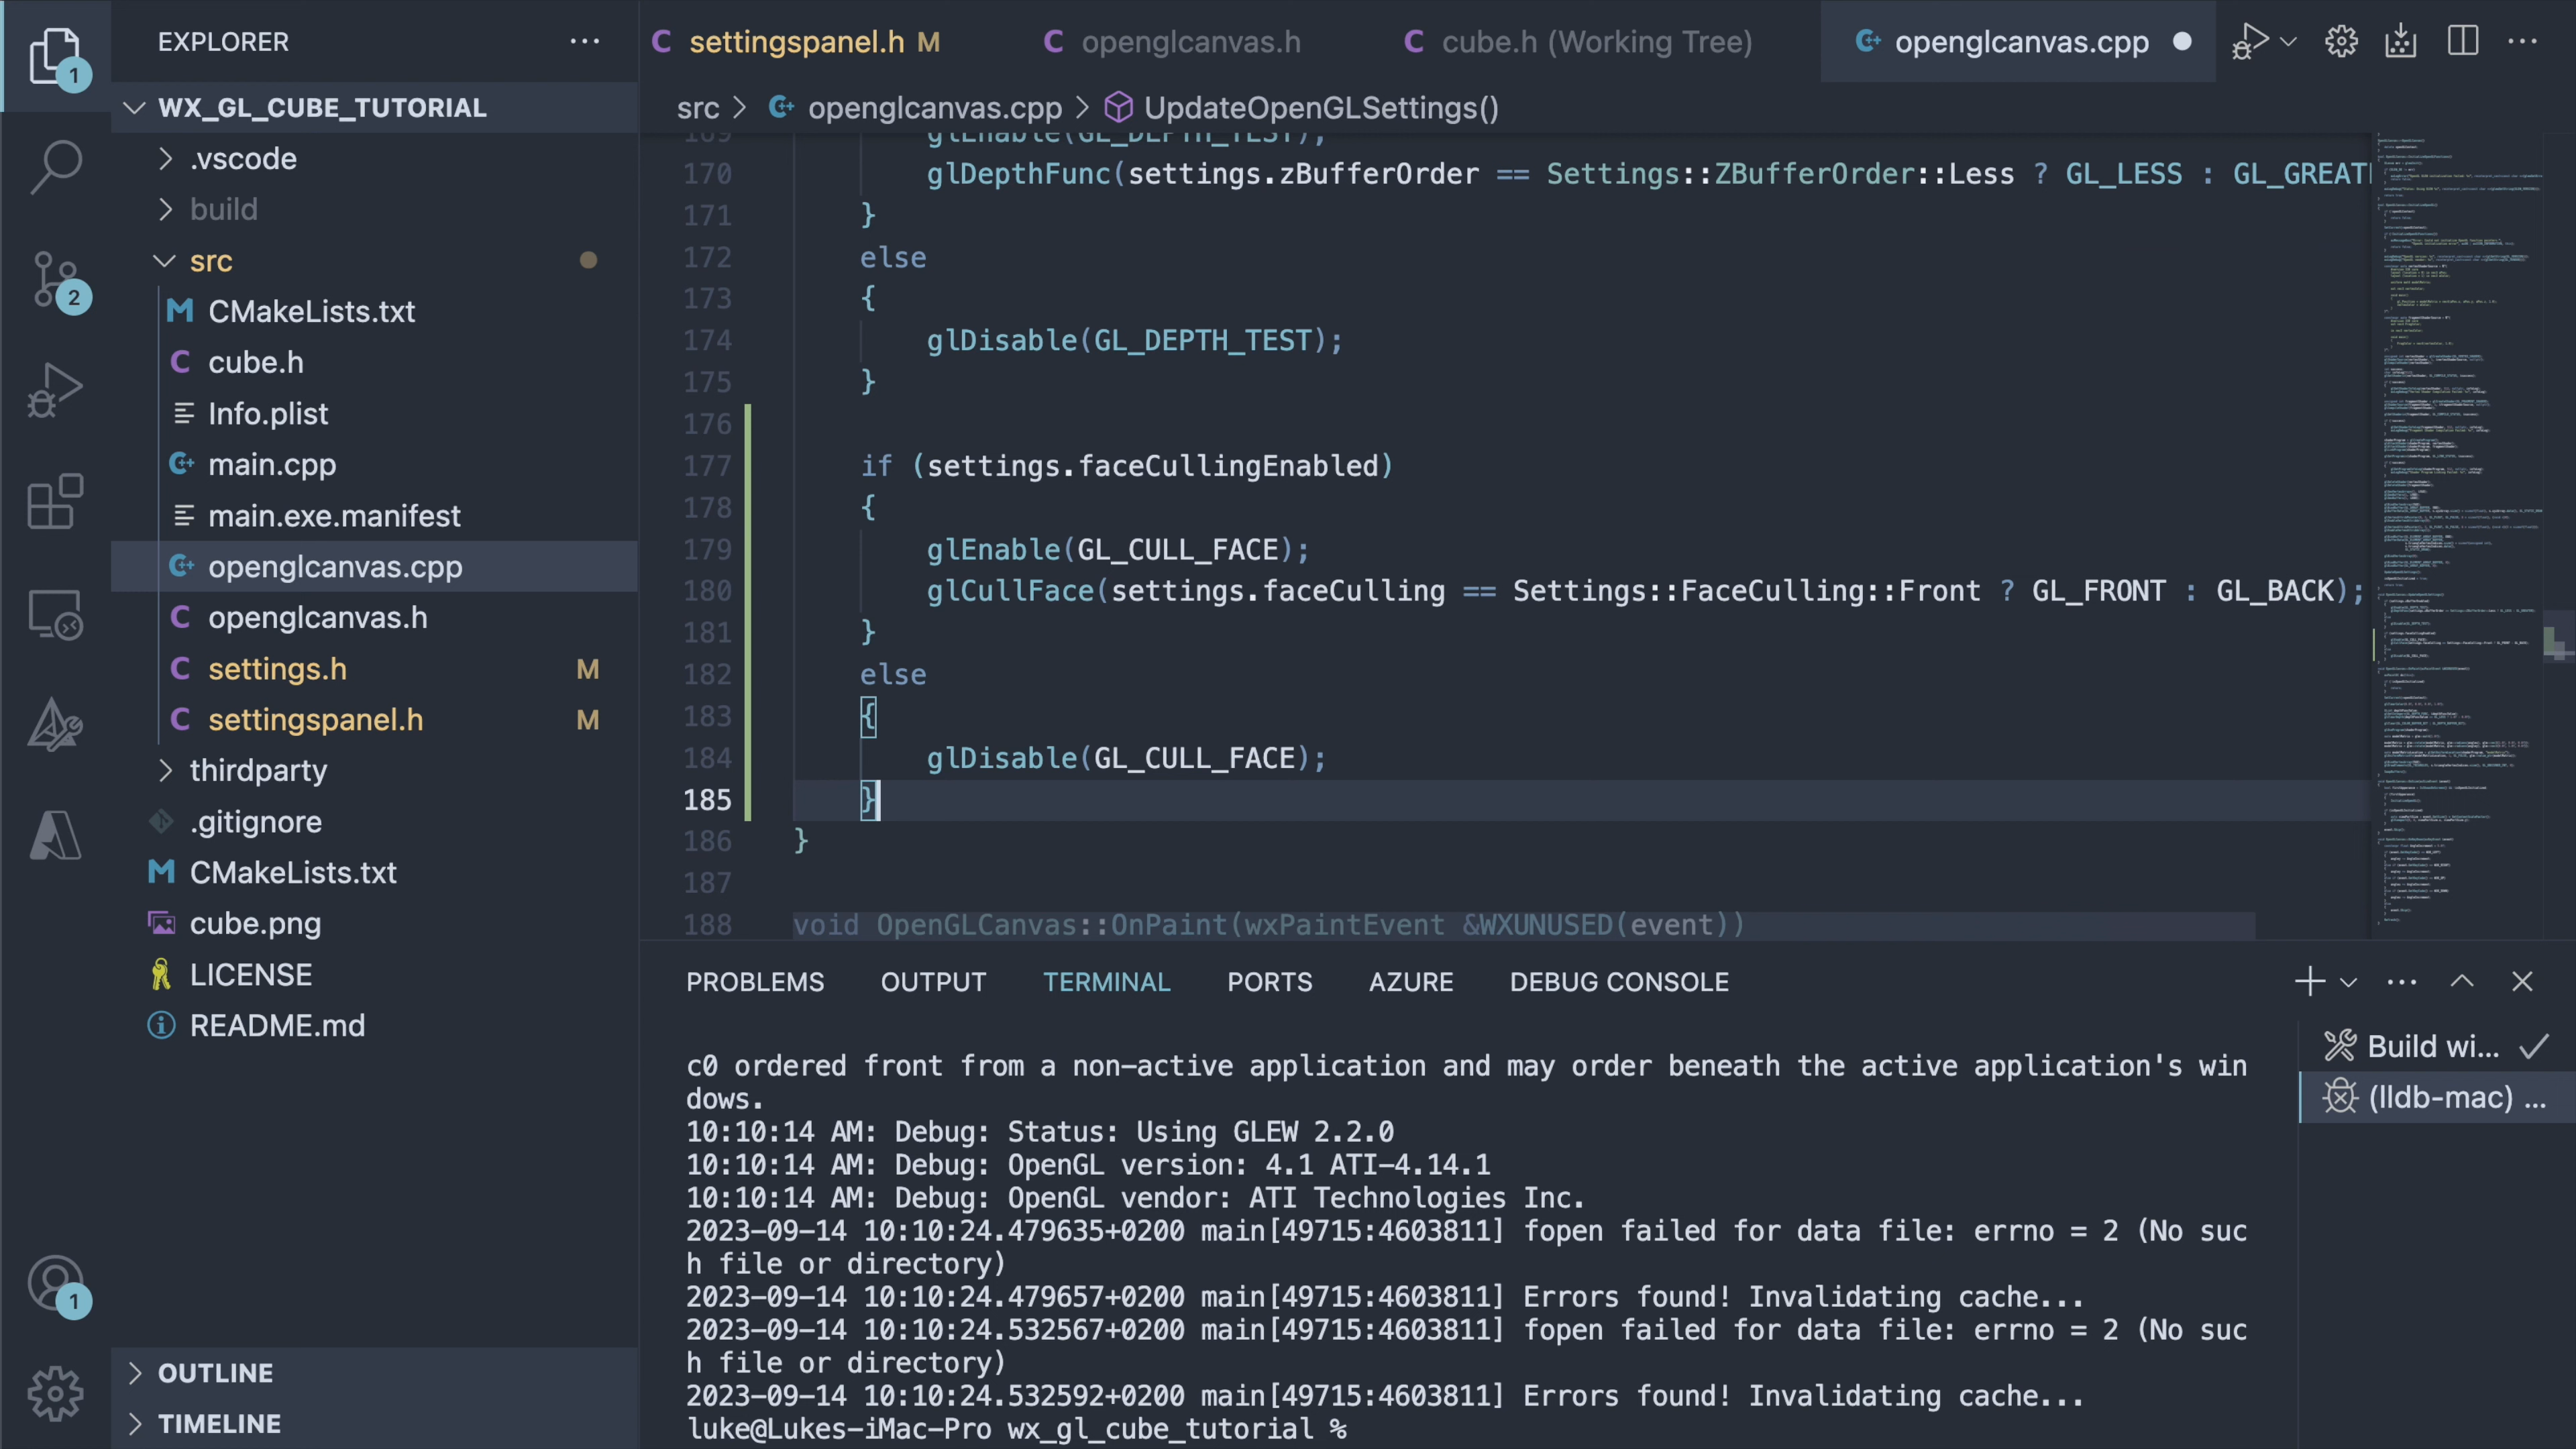 EXPLORER
WX_GL_CUBE_TUTORIAL
.vscode
build
src
CMakeLists.txt
cube.h
Info.plist
main.cpp
main.exe.manifest
openglcanvas.cpp
openglcanvas.h
settings.h M
settingspanel.h M
thirdparty
.gitignore
CMakeLists.txt
cube.png
LICENSE
README.md
OUTLINE
TIMELINE
1
2
1
settingspanel.h M openglcanvas.h cube.h (Working Tree) openglcanvas.cpp
src > openglcanvas.cpp > UpdateOpenGLSettings()
169 glEnable(GL_DEPTH_TEST);
170 glDepthFunc(settings.zBufferOrder == Settings::ZBufferOrder::Less ? GL_LESS : GL_GREAT
171 }
172 else
173 {
174 glDisable(GL_DEPTH_TEST);
175 }
176
177 if (settings.faceCullingEnabled)
178 {
179 glEnable(GL_CULL_FACE);
180 glCullFace(settings.faceCulling == Settings::FaceCulling::Front ? GL_FRONT : GL_BACK);
181 }
182 else
183 {
184 glDisable(GL_CULL_FACE);
185 }
186 }
187
188 void OpenGLCanvas::OnPaint(wxPaintEvent &WXUNUSED(event))
PROBLEMS OUTPUT TERMINAL PORTS AZURE DEBUG CONSOLE
c0 ordered front from a non-active application and may order beneath the active application's win
dows.
10:10:14 AM: Debug: Status: Using GLEW 2.2.0
10:10:14 AM: Debug: OpenGL version: 4.1 ATI-4.14.1
10:10:14 AM: Debug: OpenGL vendor: ATI Technologies Inc.
2023-09-14 10:10:24.479635+0200 main[49715:4603811] fopen failed for data file: errno = 2 (No suc
h file or directory)
2023-09-14 10:10:24.479657+0200 main[49715:4603811] Errors found! Invalidating cache...
2023-09-14 10:10:24.532567+0200 main[49715:4603811] fopen failed for data file: errno = 2 (No suc
h file or directory)
2023-09-14 10:10:24.532592+0200 main[49715:4603811] Errors found! Invalidating cache...
luke@Lukes-iMac-Pro wx_gl_cube_tutorial %
Build wi...
(lldb-mac) ...